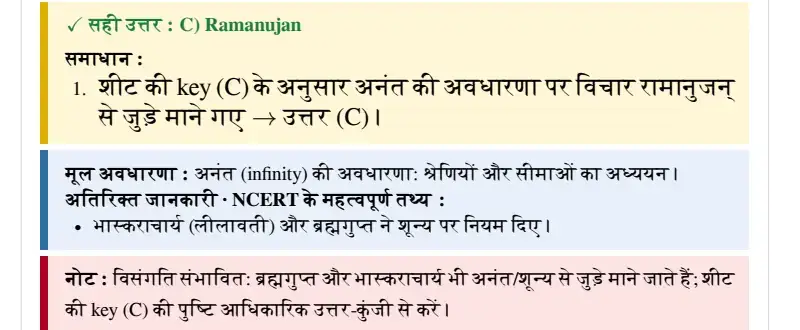 ✓ सही उत्तर : C) Ramanujan
समाधान :
1. शीट की key (C) के अनुसार अनंत की अवधारणा पर विचार रामानुजन्
से जुड़े माने गए → उत्तर (C)।
मूल अवधारणा : अनंत (infinity) की अवधारणा: श्रेणियों और सीमाओं का अध्ययन।
अतिरिक्त जानकारी · NCERT के महत्वपूर्ण तथ्य :
• भास्कराचार्य (लीलावती) और ब्रह्मगुप्त ने शून्य पर नियम दिए।
नोट : विसंगति संभावित: ब्रह्मगुप्त और भास्कराचार्य भी अनंत/शून्य से जुड़े माने जाते हैं; शीट
की key (C) की पुष्टि आधिकारिक उत्तर-कुंजी से करें।